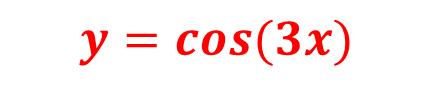 y = cos(3x)